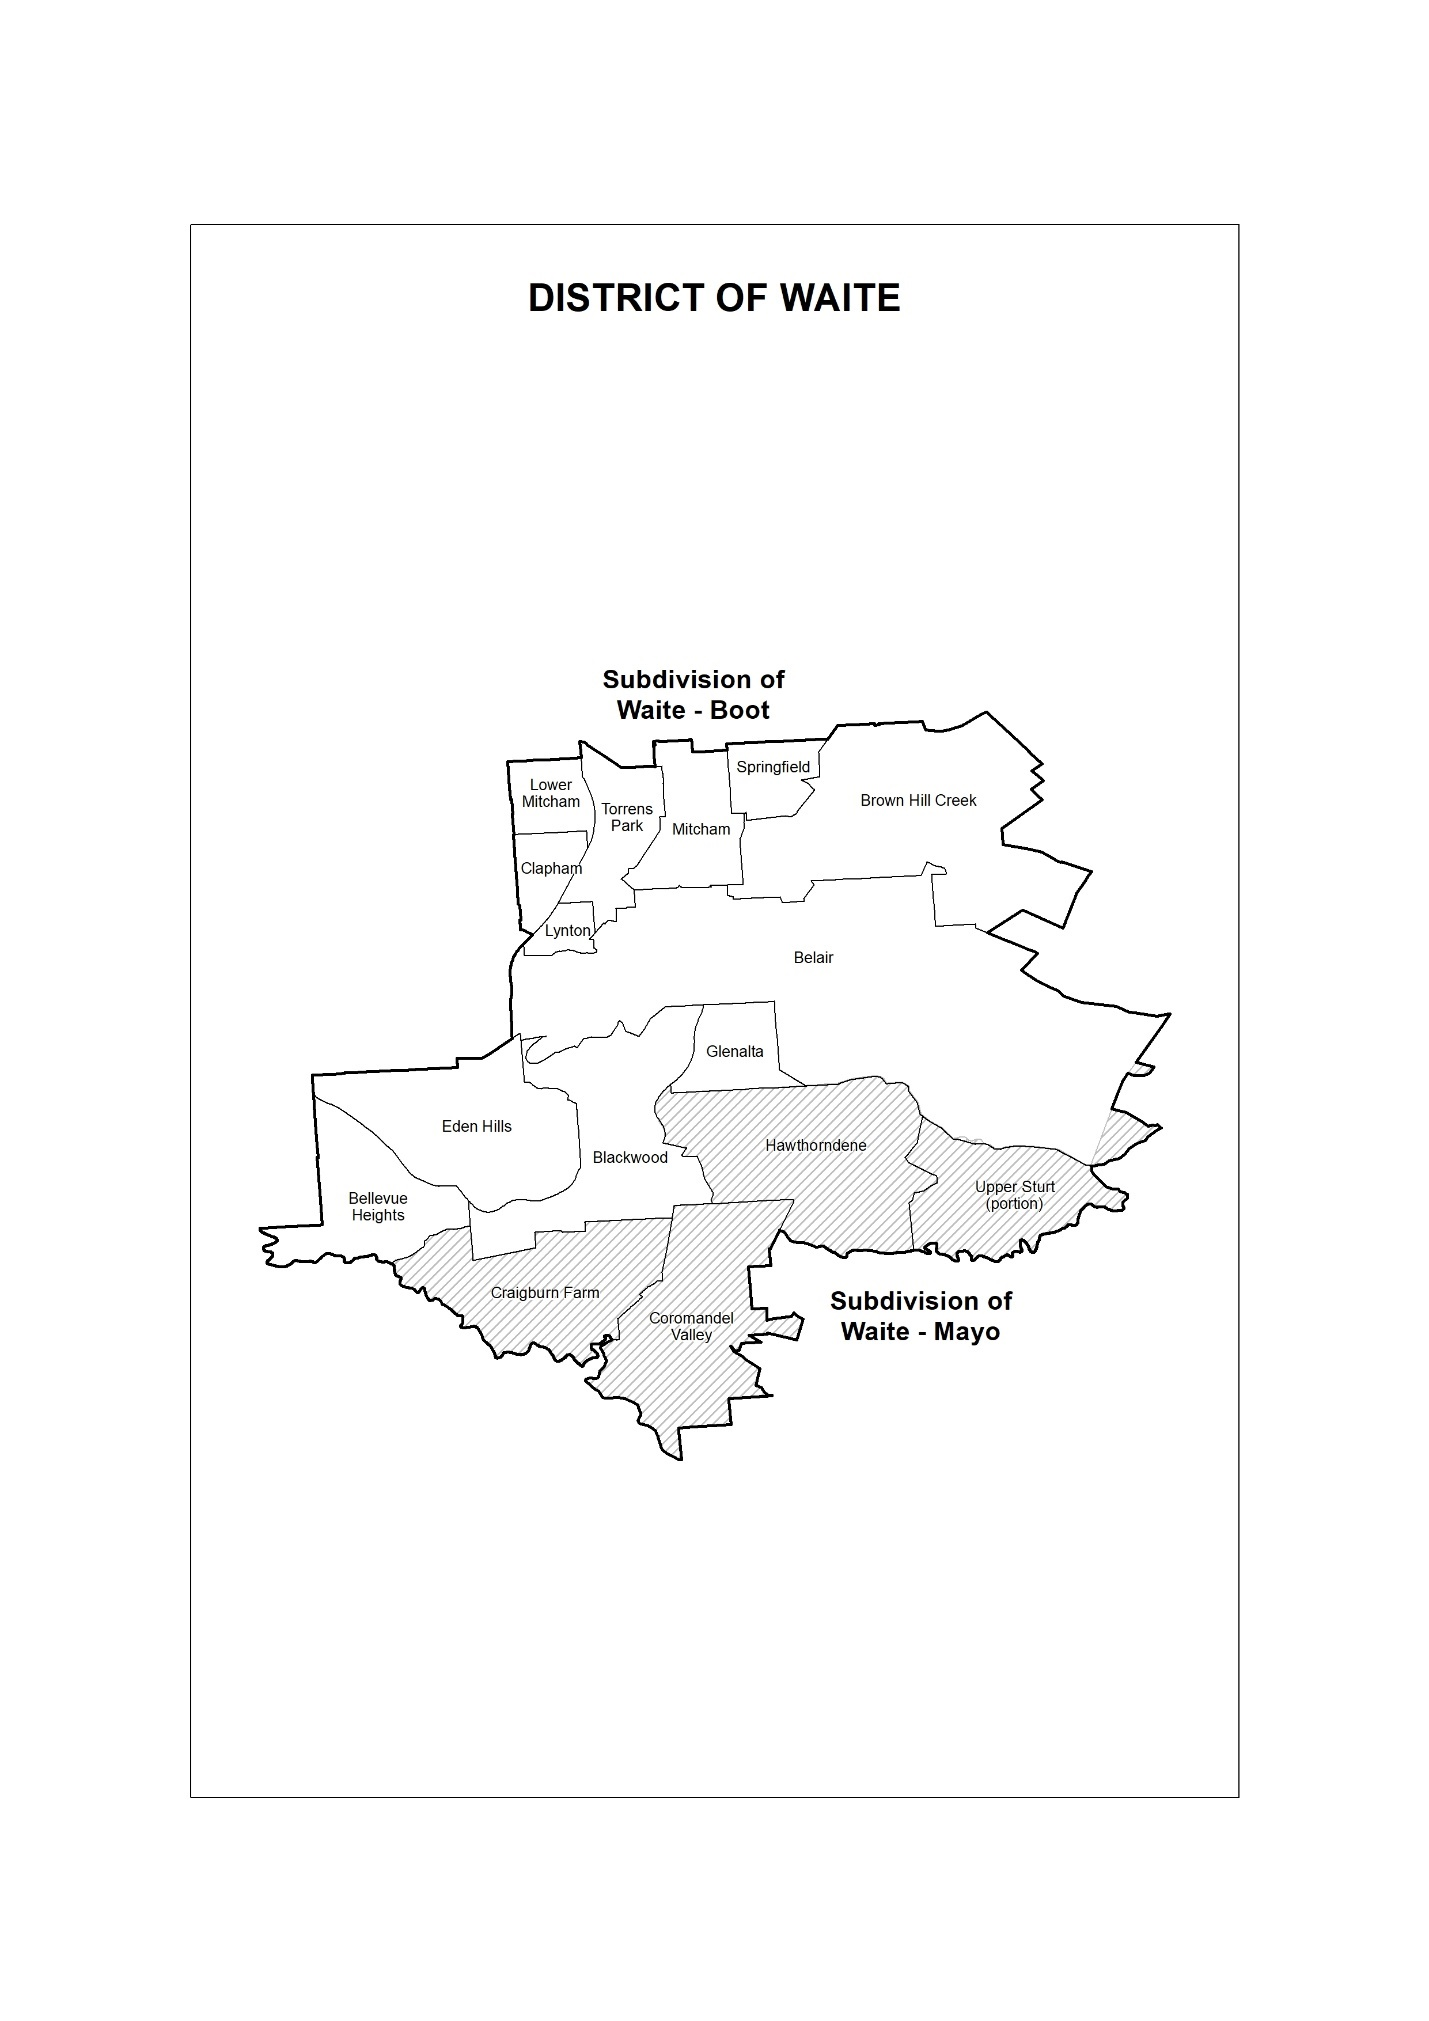 DISTRICT OF WAITE
Subdivision of
Waite - Boot
Springfield
Lower
Mitcham
Brown Hill Creek
Torrens
Park
Mitcham
Clapham
Lynton
Belair
Glenalta
Eden Hills
Hawthorndene
Blackwood
Upper Sturt
(portion)
Bellevue
Heights
Craigburn Farm
Coromandel
Valley
Subdivision of
Waite - Mayo